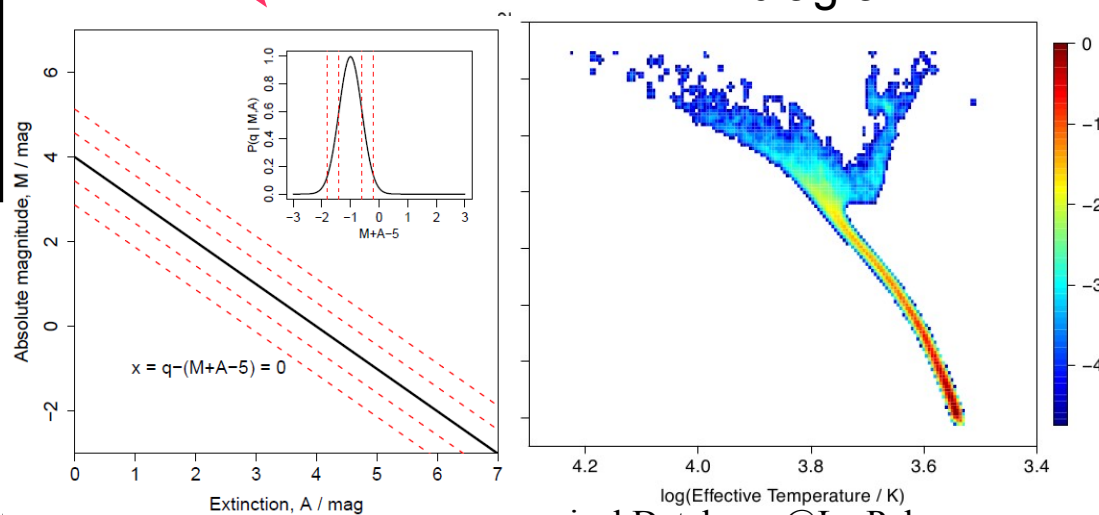 6
4
2
0
−2
Absolute magnitude, M / mag
x = q−(M+A−5) = 0
0 1 2 3 4 5 6 7
Extinction, A / mag
P(q | M,A)
0.0 0.2 0.4 0.6 0.8 1.0
−3 −2 −1 0 1 2 3
M+A−5
4.2 4.0 3.8 3.6 3.4
log(Effective Temperature / K)
0
−1
−2
−3
−4